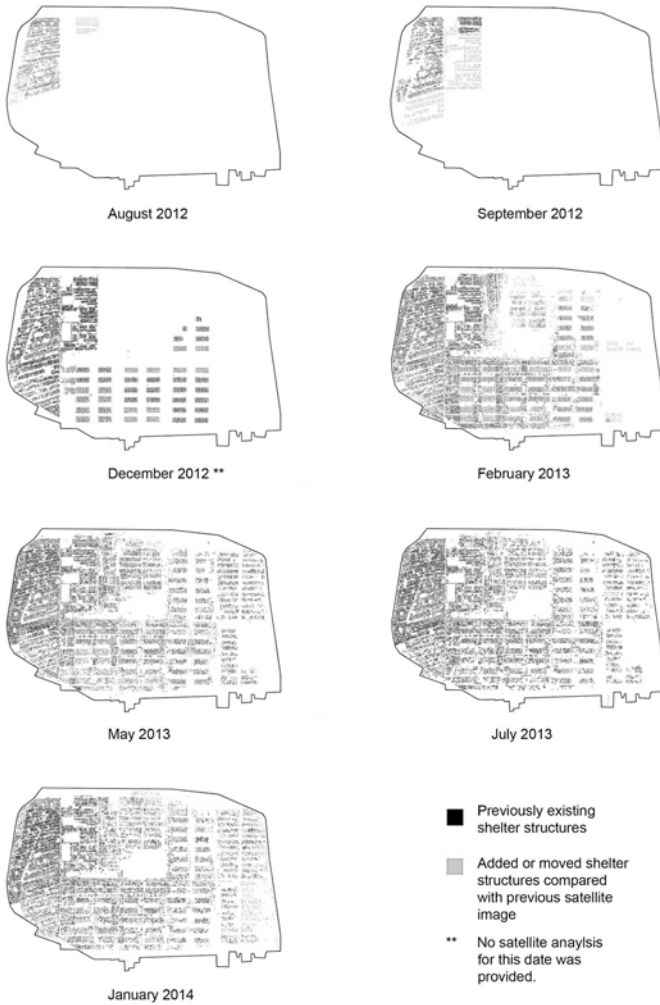 August 2012
September 2012
December 2012 **
February 2013
May 2013
July 2013
January 2014
Previously existing
shelter structures
Added or moved shelter
structures compared
with previous satellite
image
** No satellite anaylsis
for this date was
provided.